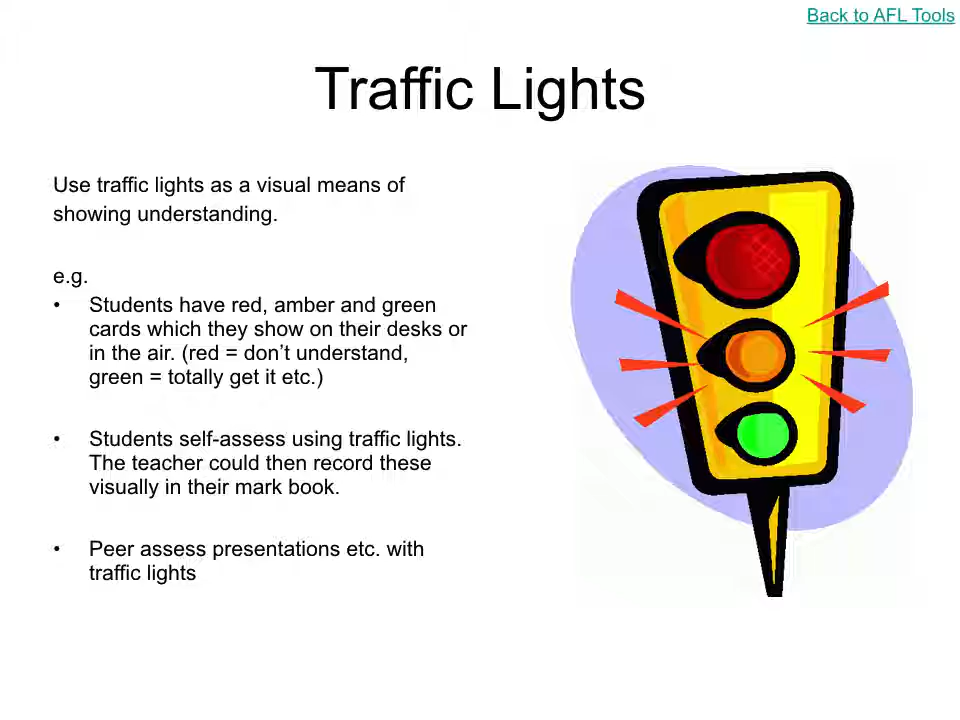 Back to AFL Tools
Traffic Lights
Use traffic lights as a visual means of
showing understanding.
e.g.
• Students have red, amber and green
cards which they show on their desks or
in the air. (red = don’t understand,
green = totally get it etc.)
• Students self-assess using traffic lights.
The teacher could then record these
visually in their mark book.
• Peer assess presentations etc. with
traffic lights